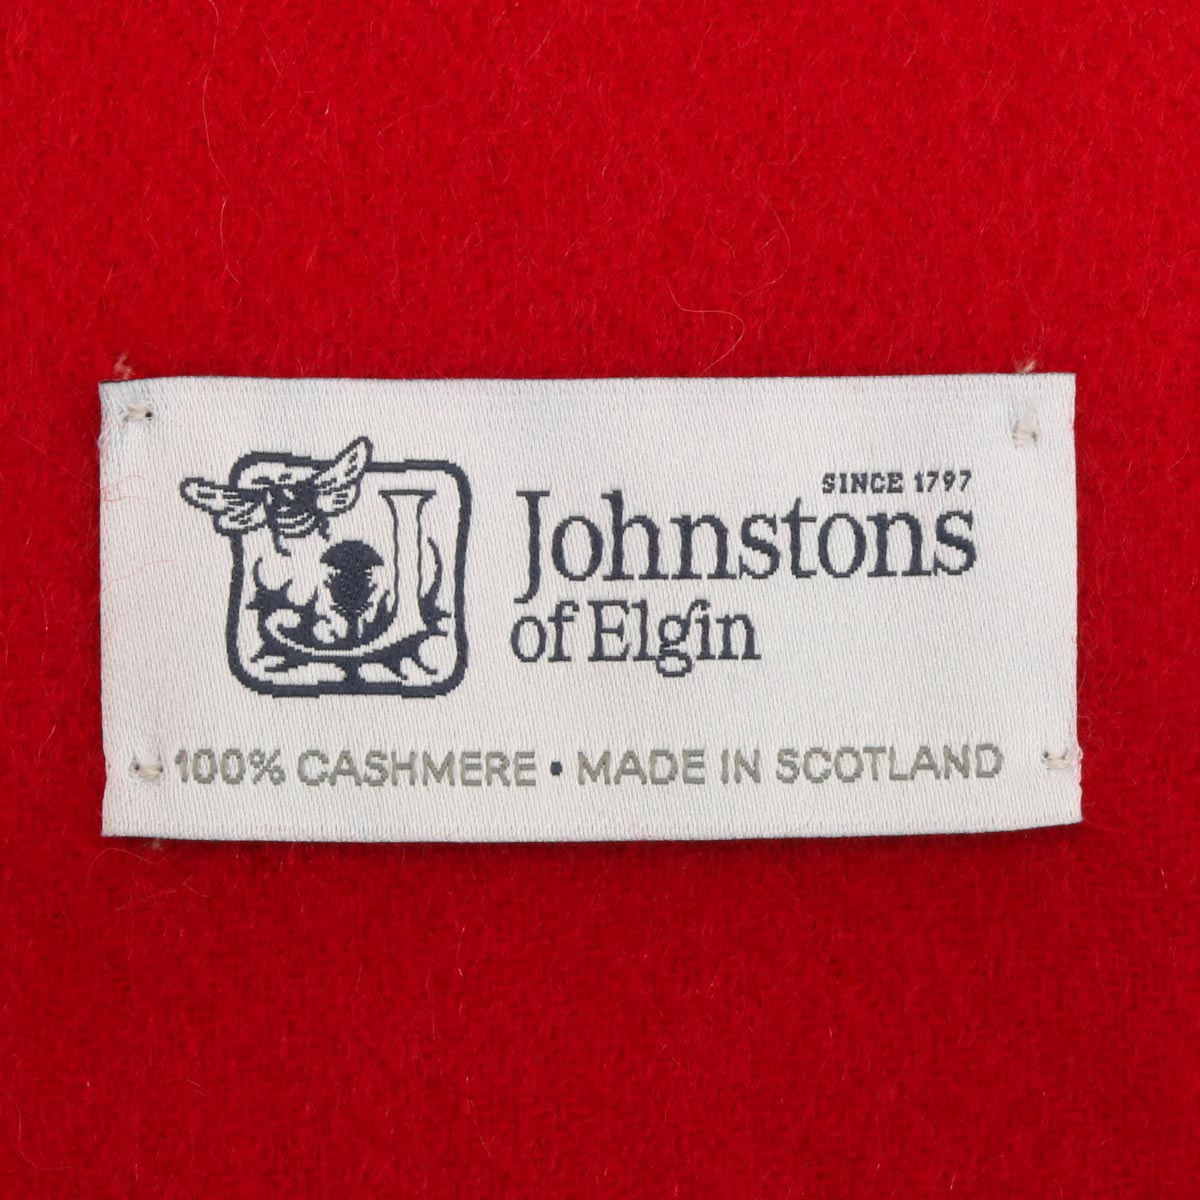 SINCE 1797
Johnstons
of Elgin
100% CASHMERE • MADE IN SCOTLAND